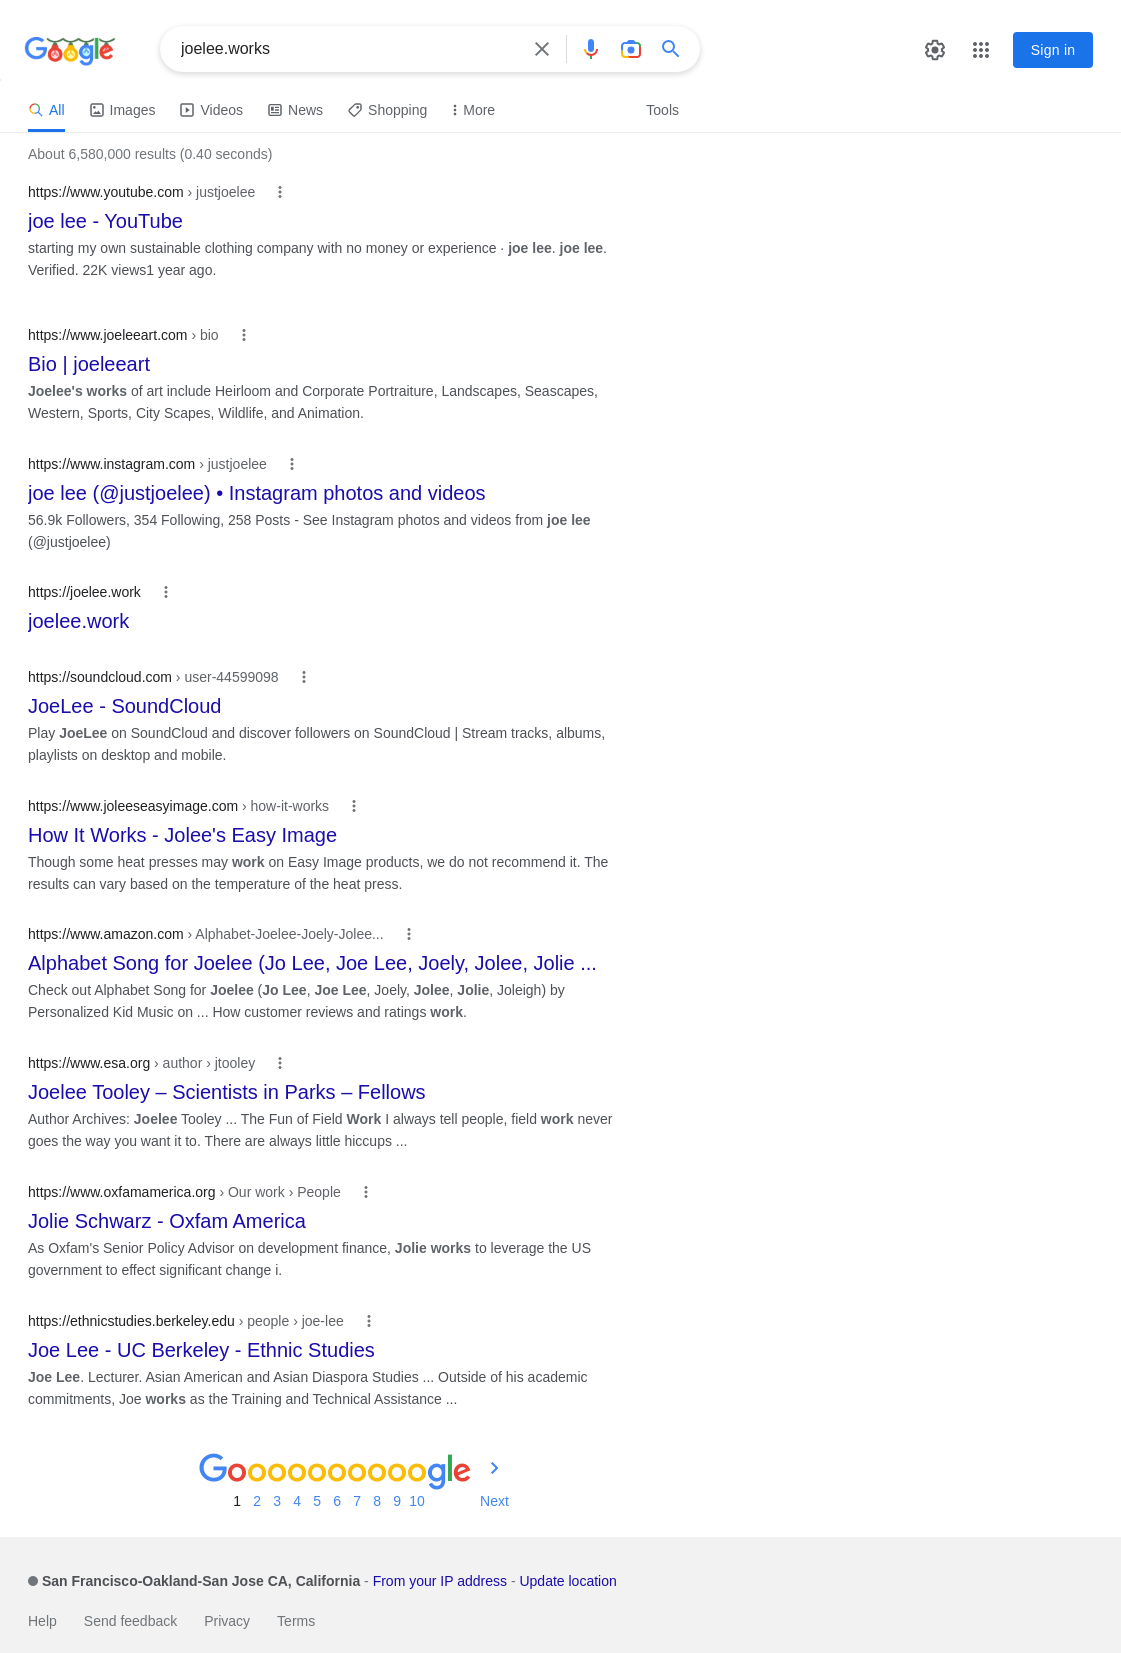 Google
joelee.works
Sign in
All Images Videos News Shopping More Tools
About 6,580,000 results (0.40 seconds)
https://www.youtube.com › justjoelee
joe lee - YouTube
starting my own sustainable clothing company with no money or experience · joe lee. joe lee.
Verified. 22K views1 year ago.
https://www.joeleeart.com › bio
Bio | joeleeart
Joelee's works of art include Heirloom and Corporate Portraiture, Landscapes, Seascapes,
Western, Sports, City Scapes, Wildlife, and Animation.
https://www.instagram.com › justjoelee
joe lee (@justjoelee) • Instagram photos and videos
56.9k Followers, 354 Following, 258 Posts - See Instagram photos and videos from joe lee
(@justjoelee)
https://joelee.work
joelee.work
https://soundcloud.com › user-44599098
JoeLee - SoundCloud
Play JoeLee on SoundCloud and discover followers on SoundCloud | Stream tracks, albums,
playlists on desktop and mobile.
https://www.joleeseasyimage.com › how-it-works
How It Works - Jolee's Easy Image
Though some heat presses may work on Easy Image products, we do not recommend it. The
results can vary based on the temperature of the heat press.
https://www.amazon.com › Alphabet-Joelee-Joely-Jolee...
Alphabet Song for Joelee (Jo Lee, Joe Lee, Joely, Jolee, Jolie ...
Check out Alphabet Song for Joelee (Jo Lee, Joe Lee, Joely, Jolee, Jolie, Joleigh) by
Personalized Kid Music on ... How customer reviews and ratings work.
https://www.esa.org › author › jtooley
Joelee Tooley – Scientists in Parks – Fellows
Author Archives: Joelee Tooley ... The Fun of Field Work I always tell people, field work never
goes the way you want it to. There are always little hiccups ...
https://www.oxfamamerica.org › Our work › People
Jolie Schwarz - Oxfam America
As Oxfam's Senior Policy Advisor on development finance, Jolie works to leverage the US
government to effect significant change i.
https://ethnicstudies.berkeley.edu › people › joe-lee
Joe Lee - UC Berkeley - Ethnic Studies
Joe Lee. Lecturer. Asian American and Asian Diaspora Studies ... Outside of his academic
commitments, Joe works as the Training and Technical Assistance ...
Goooooooooogle
1 2 3 4 5 6 7 8 9 10 Next
San Francisco-Oakland-San Jose CA, California - From your IP address - Update location
Help Send feedback Privacy Terms